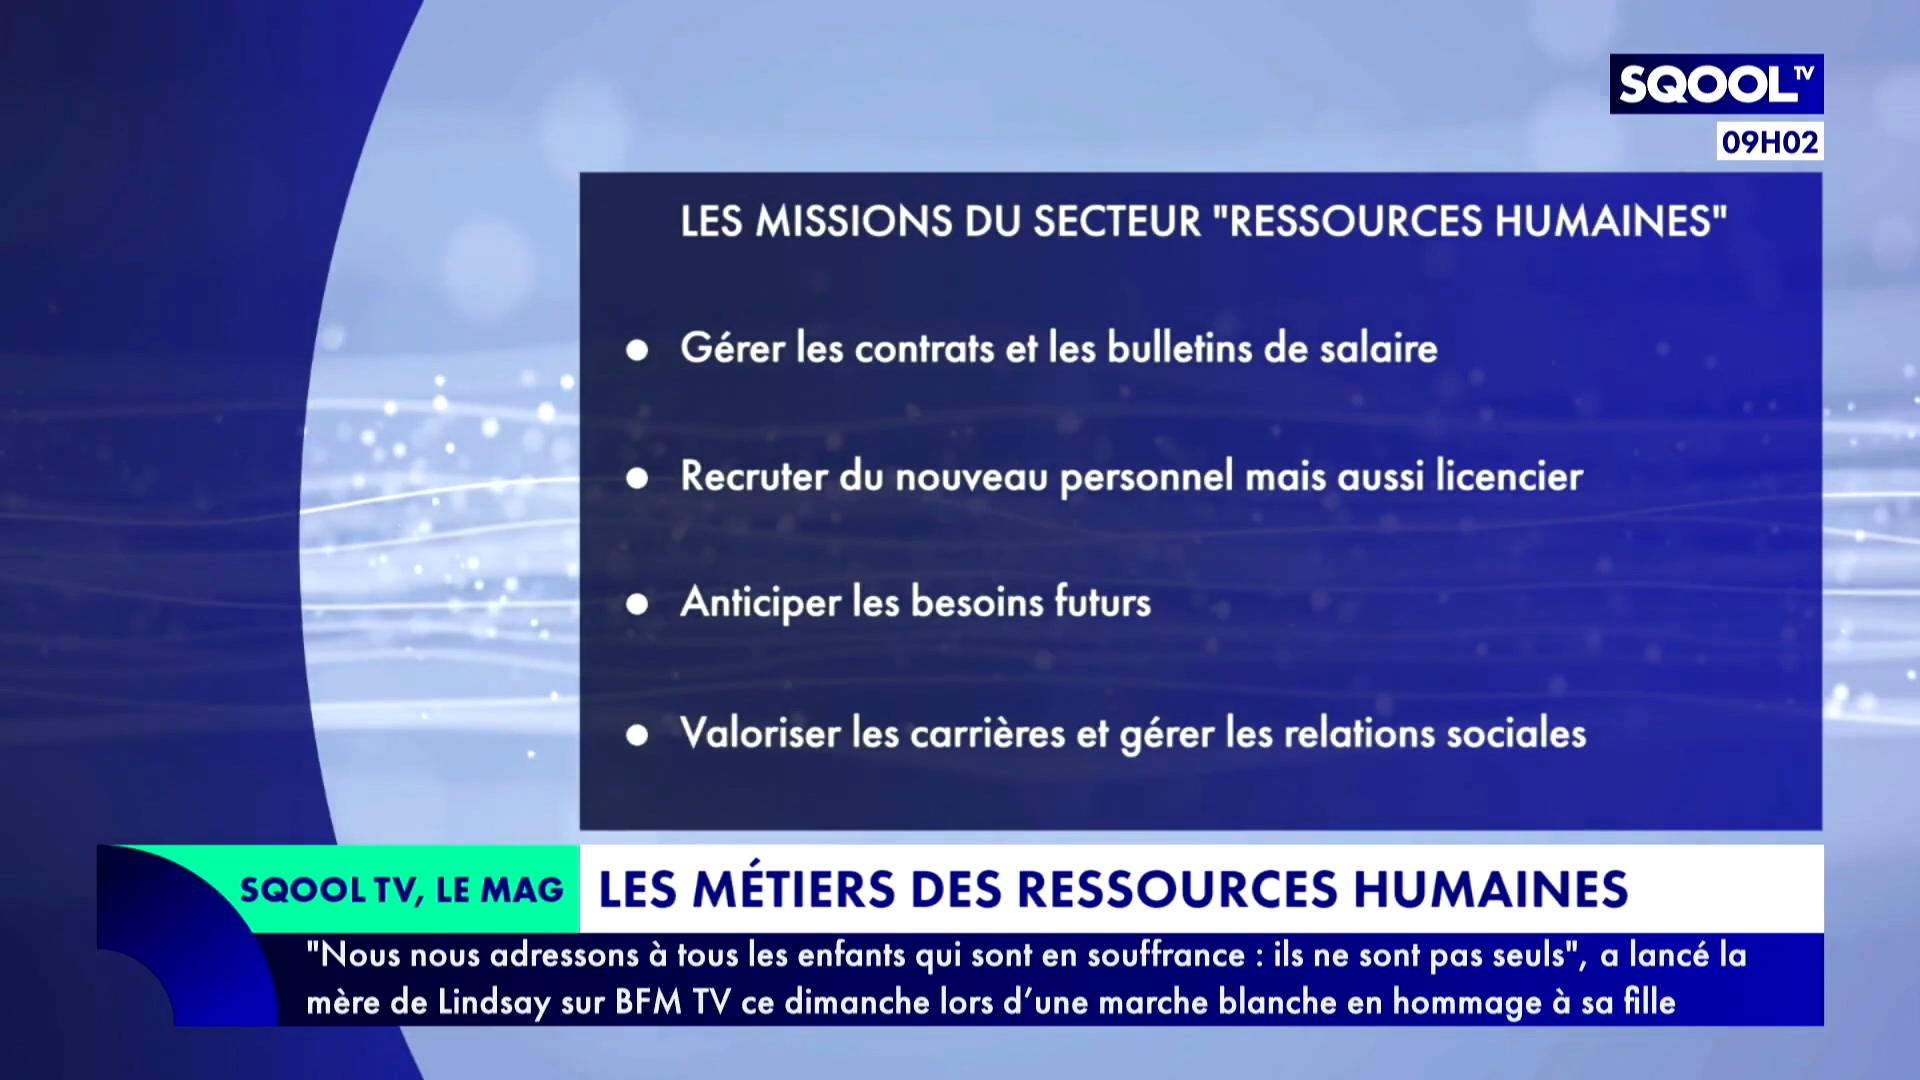 SQOOL TV
09H02
LES MISSIONS DU SECTEUR "RESSOURCES HUMAINES"
● Gérer les contrats et les bulletins de salaire
● Recruter du nouveau personnel mais aussi licencier
● Anticiper les besoins futurs
● Valoriser les carrières et gérer les relations sociales
SQOOL TV, LE MAG
LES MÉTIERS DES RESSOURCES HUMAINES
"Nous nous adressons à tous les enfants qui sont en souffrance : ils ne sont pas seuls", a lancé la
mère de Lindsay sur BFM TV ce dimanche lors d’une marche blanche en hommage à sa fille